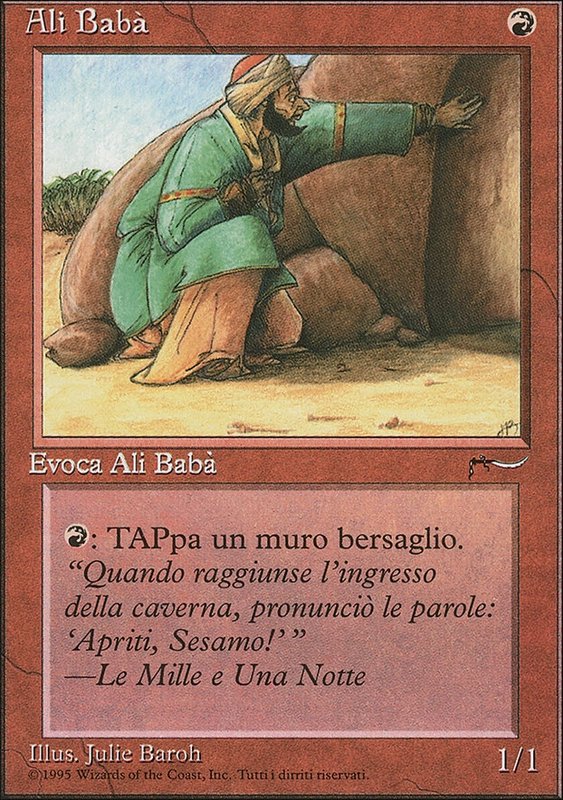 Ali Babà
Evoca Ali Babà
: TAPpa un muro bersaglio.
“Quando raggiunse l'ingresso
della caverna, pronunciò le parole:
‘Apriti, Sesamo!’ ”
—Le Mille e Una Notte
Illus. Julie Baroh
1/1
©1995 Wizards of the Coast, Inc. Tutti i dirriti riservati.